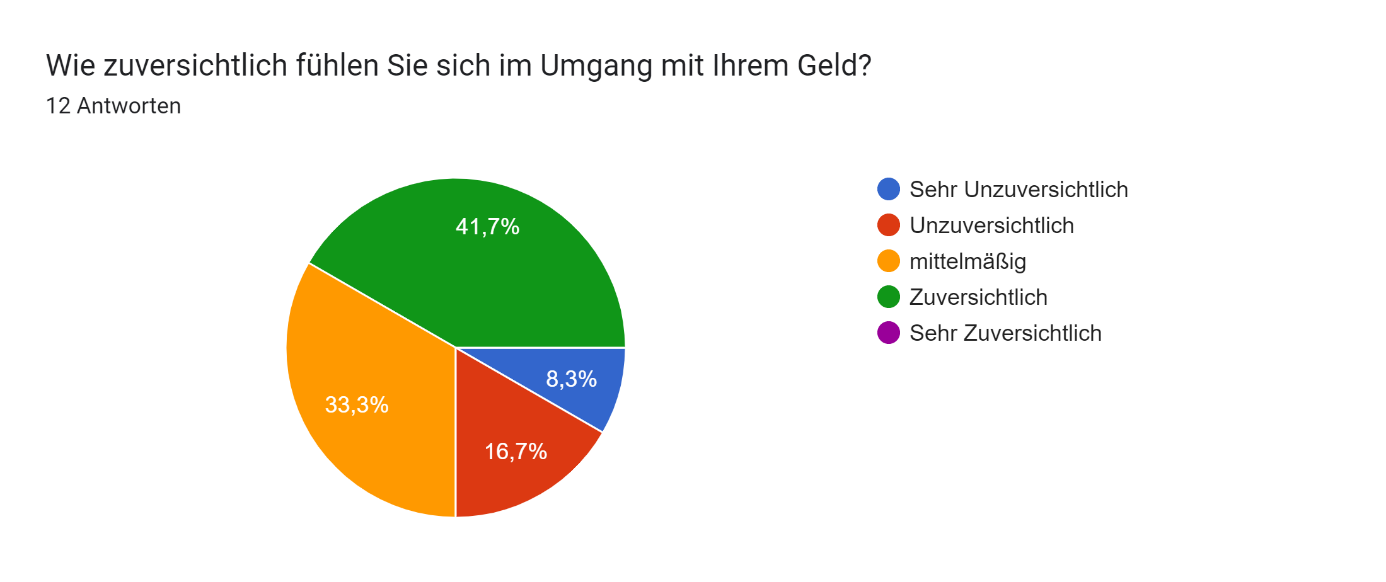 Wie zuversichtlich fühlen Sie sich im Umgang mit Ihrem Geld?
12 Antworten
41,7%
8,3%
33,3%
16,7%
Sehr Unzuversichtlich
Unzuversichtlich
mittelmäßig
Zuversichtlich
Sehr Zuversichtlich